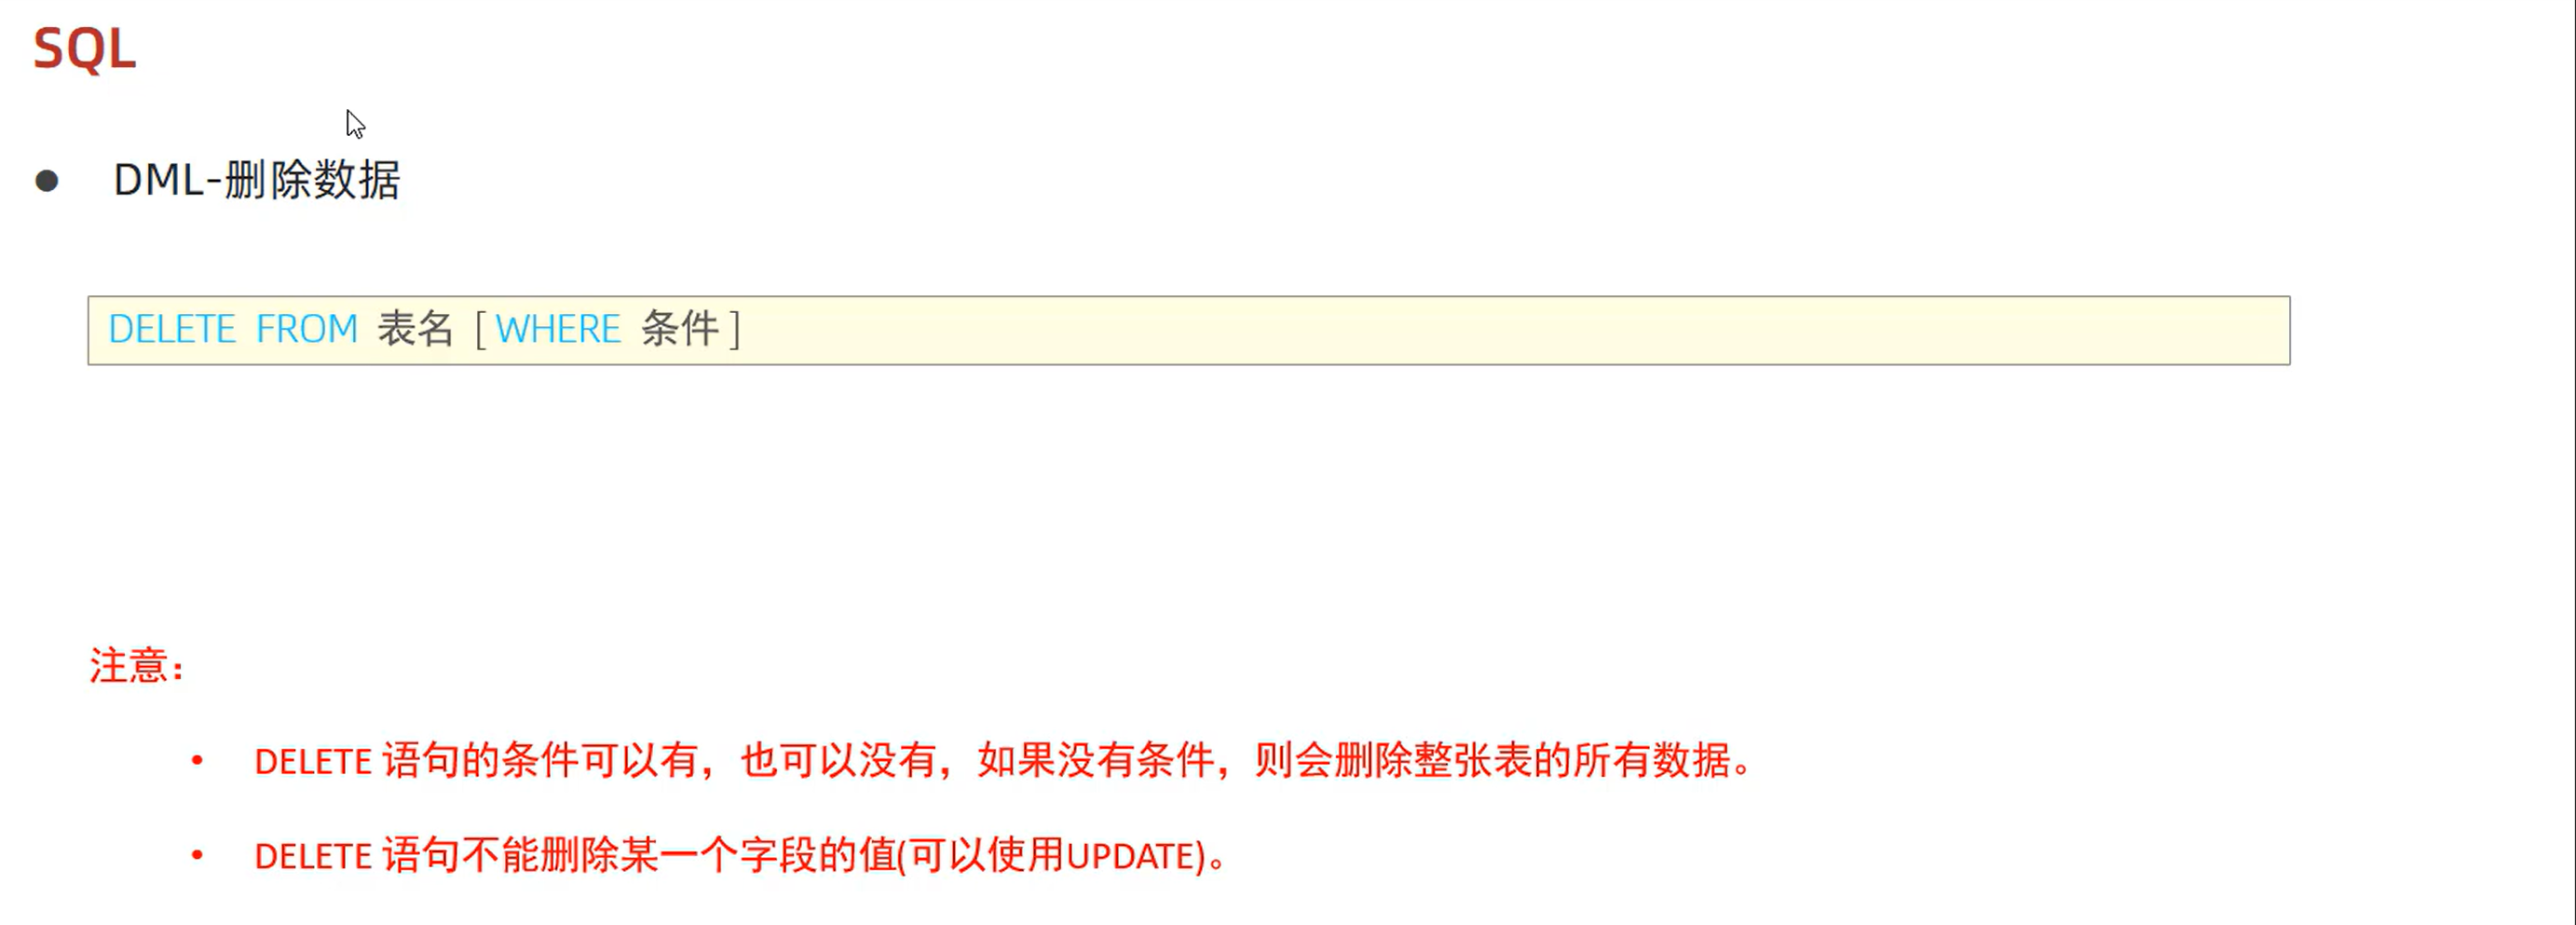 SQL
DML-删除数据
DELETE FROM 表名 [ WHERE 条件 ]
注意：
• DELETE 语句的条件可以有，也可以没有，如果没有条件，则会删除整张表的所有数据。
• DELETE 语句不能删除某一个字段的值(可以使用UPDATE)。